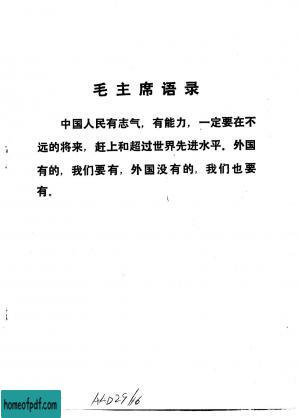 毛主席语录
中国人民有志气，有能力，一定要在不
远的将来，赶上和超过世界先进水平。外国
有的，我们要有，外国没有的，我们也要
有。
homeofpdf.com